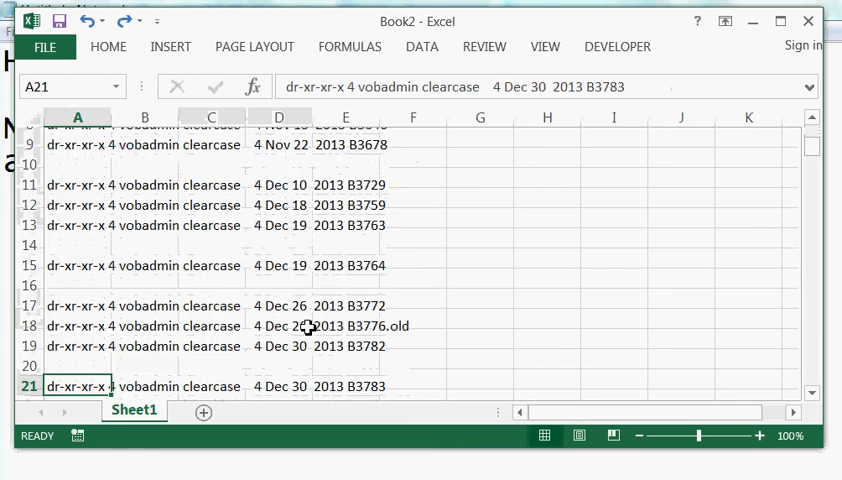 Book2 - Excel
FILE HOME INSERT PAGE LAYOUT FORMULAS DATA REVIEW VIEW DEVELOPER Sign in
A21 fx dr-xr-xr-x 4 vobadmin clearcase 4 Dec 30 2013 B3783
A B C D E F G H I J K
9 dr-xr-xr-x 4 vobadmin clearcase 4 Nov 22 2013 B3678
10
11 dr-xr-xr-x 4 vobadmin clearcase 4 Dec 10 2013 B3729
12 dr-xr-xr-x 4 vobadmin clearcase 4 Dec 18 2013 B3759
13 dr-xr-xr-x 4 vobadmin clearcase 4 Dec 19 2013 B3763
14
15 dr-xr-xr-x 4 vobadmin clearcase 4 Dec 19 2013 B3764
16
17 dr-xr-xr-x 4 vobadmin clearcase 4 Dec 26 2013 B3772
18 dr-xr-xr-x 4 vobadmin clearcase 4 Dec 2013 B3776.old
19 dr-xr-xr-x 4 vobadmin clearcase 4 Dec 30 2013 B3782
20
21 dr-xr-xr-x 4 vobadmin clearcase 4 Dec 30 2013 B3783
Sheet1
READY 100%